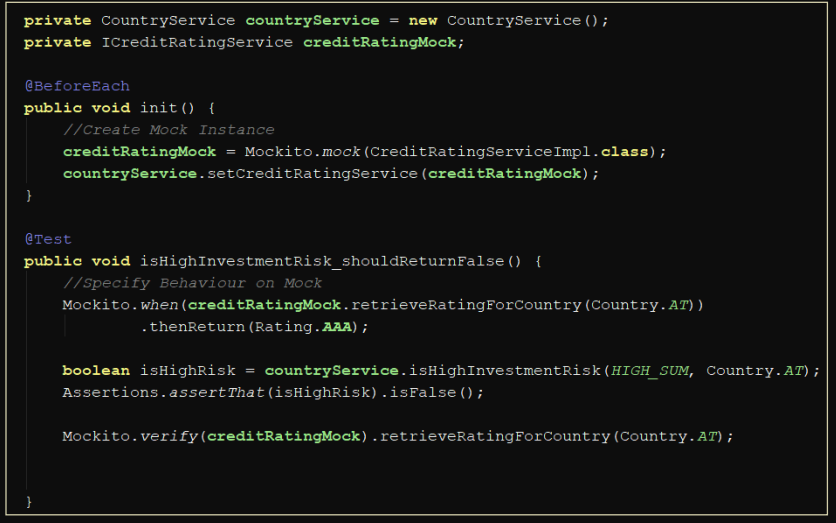 private CountryService countryService = new CountryService();
private ICreditRatingService creditRatingMock;
@BeforeEach
public void init() {
//Create Mock Instance
creditRatingMock = Mockito.mock(CreditRatingServiceImpl.class);
countryService.setCreditRatingService(creditRatingMock);
}
@Test
public void isHighInvestmentRisk_shouldReturnFalse() {
//Specify Behaviour on Mock
Mockito.when(creditRatingMock.retrieveRatingForCountry(Country.AT))
.thenReturn(Rating.AAA);
boolean isHighRisk = countryService.isHighInvestmentRisk(HIGH_SUM, Country.AT);
Assertions.assertThat(isHighRisk).isFalse();
Mockito.verify(creditRatingMock).retrieveRatingForCountry(Country.AT);
}